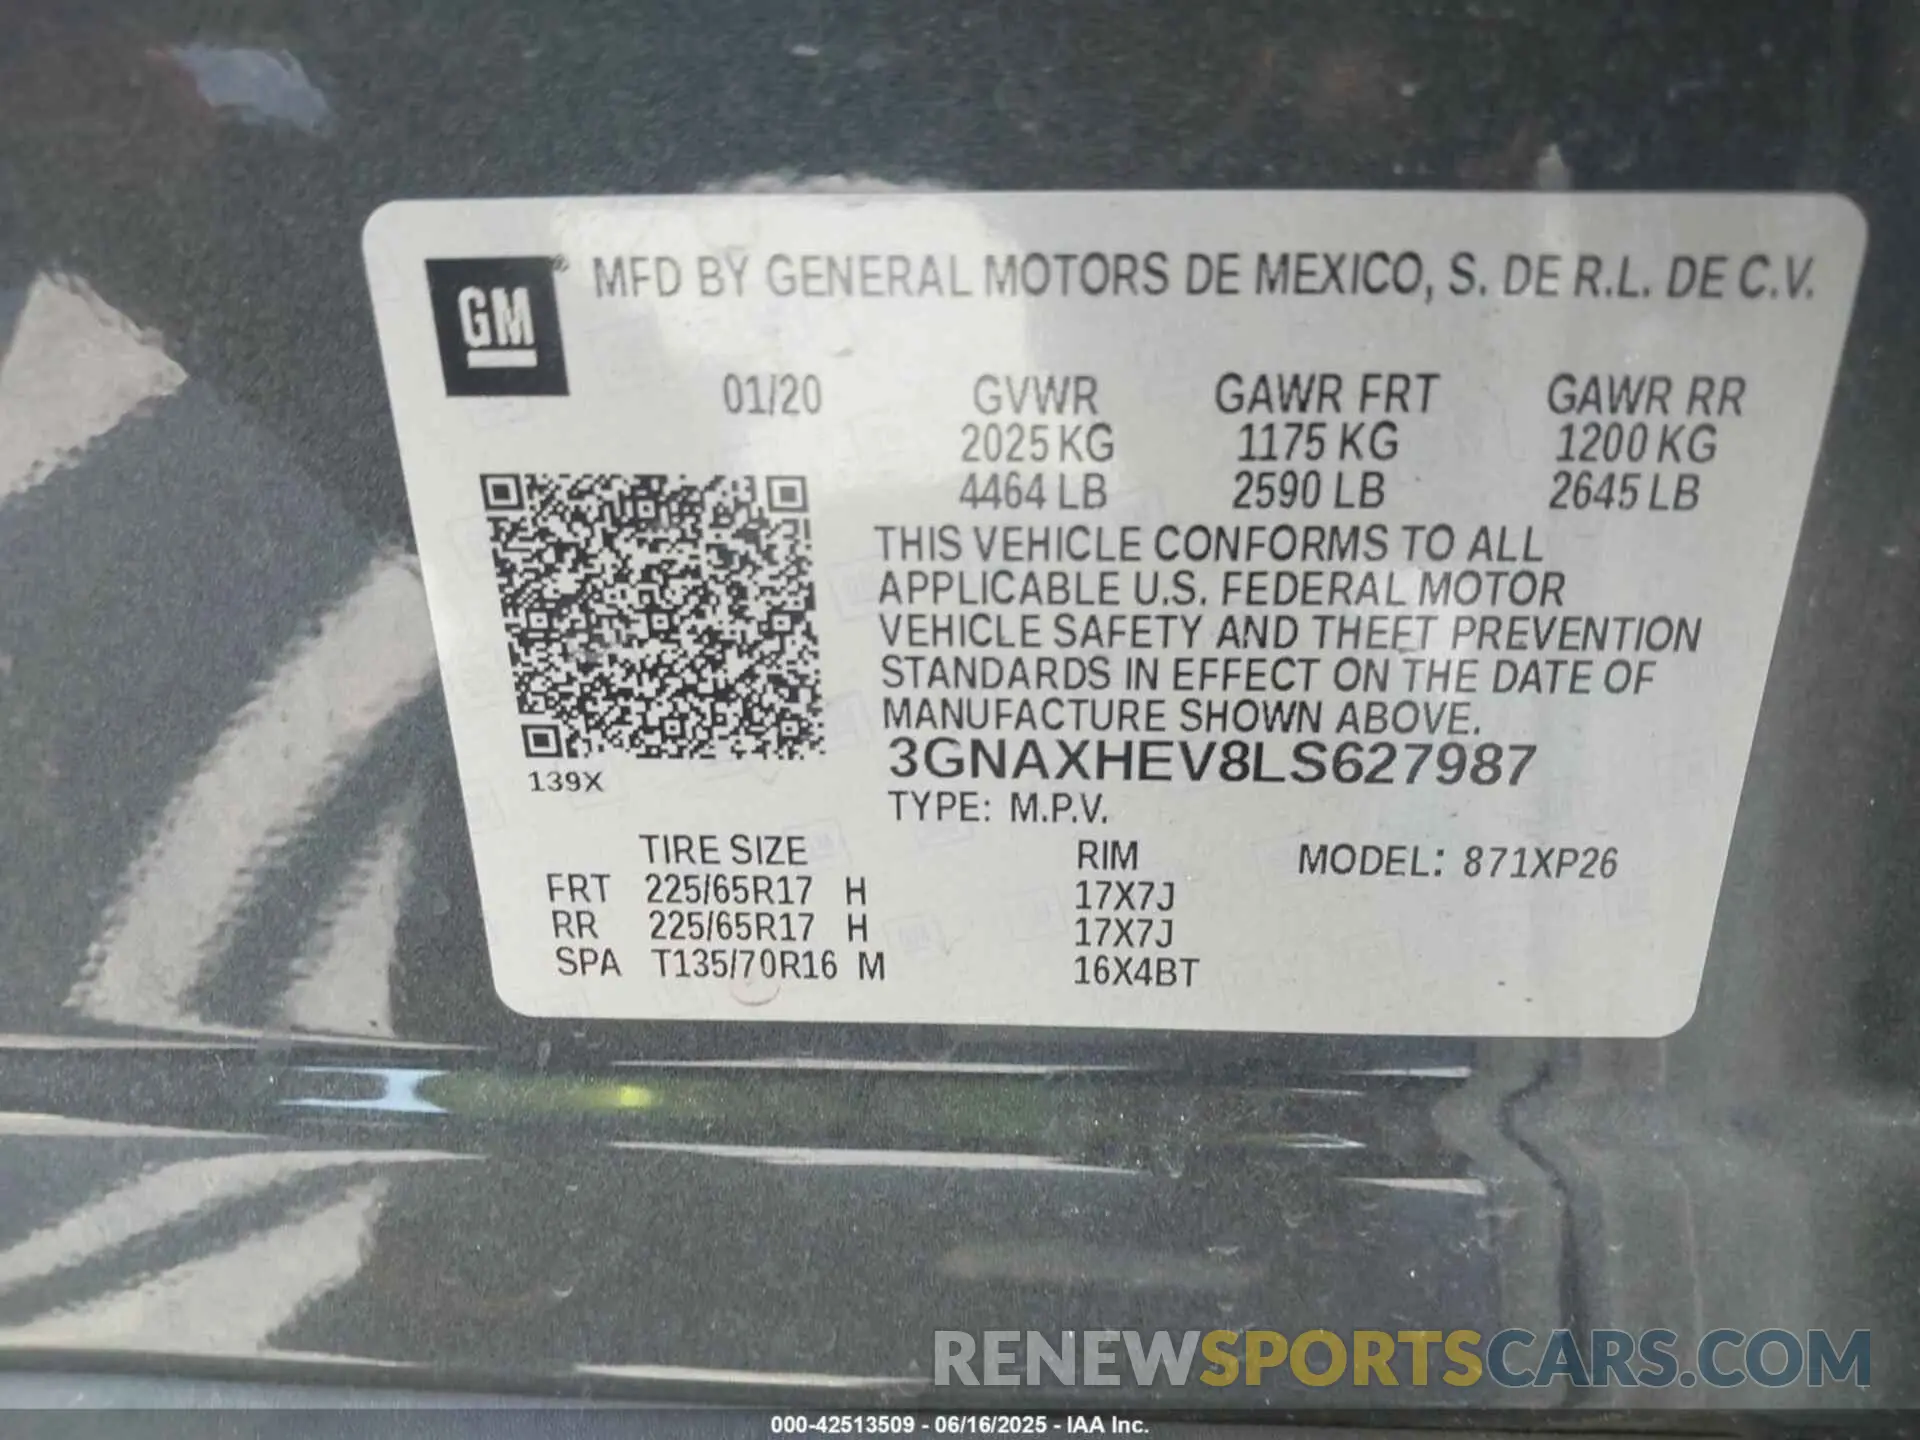 GM ® MFD BY GENERAL MOTORS DE MEXICO, S. DE R.L. DE C.V.
01/20 GVWR GAWR FRT GAWR RR
2025 KG 1175 KG 1200 KG
4464 LB 2590 LB 2645 LB
THIS VEHICLE CONFORMS TO ALL
APPLICABLE U.S. FEDERAL MOTOR
VEHICLE SAFETY AND THEFT PREVENTION
STANDARDS IN EFFECT ON THE DATE OF
MANUFACTURE SHOWN ABOVE.
3GNAXHEV8LS627987
139X
TYPE: M.P.V.
TIRE SIZE RIM MODEL: 871XP26
FRT 225/65R17 H 17X7J
RR 225/65R17 H 17X7J
SPA T135/70R16 M 16X4BT
RENEWSPORTSCARS.COM
000-42513509 - 06/16/2025 - IAA Inc.